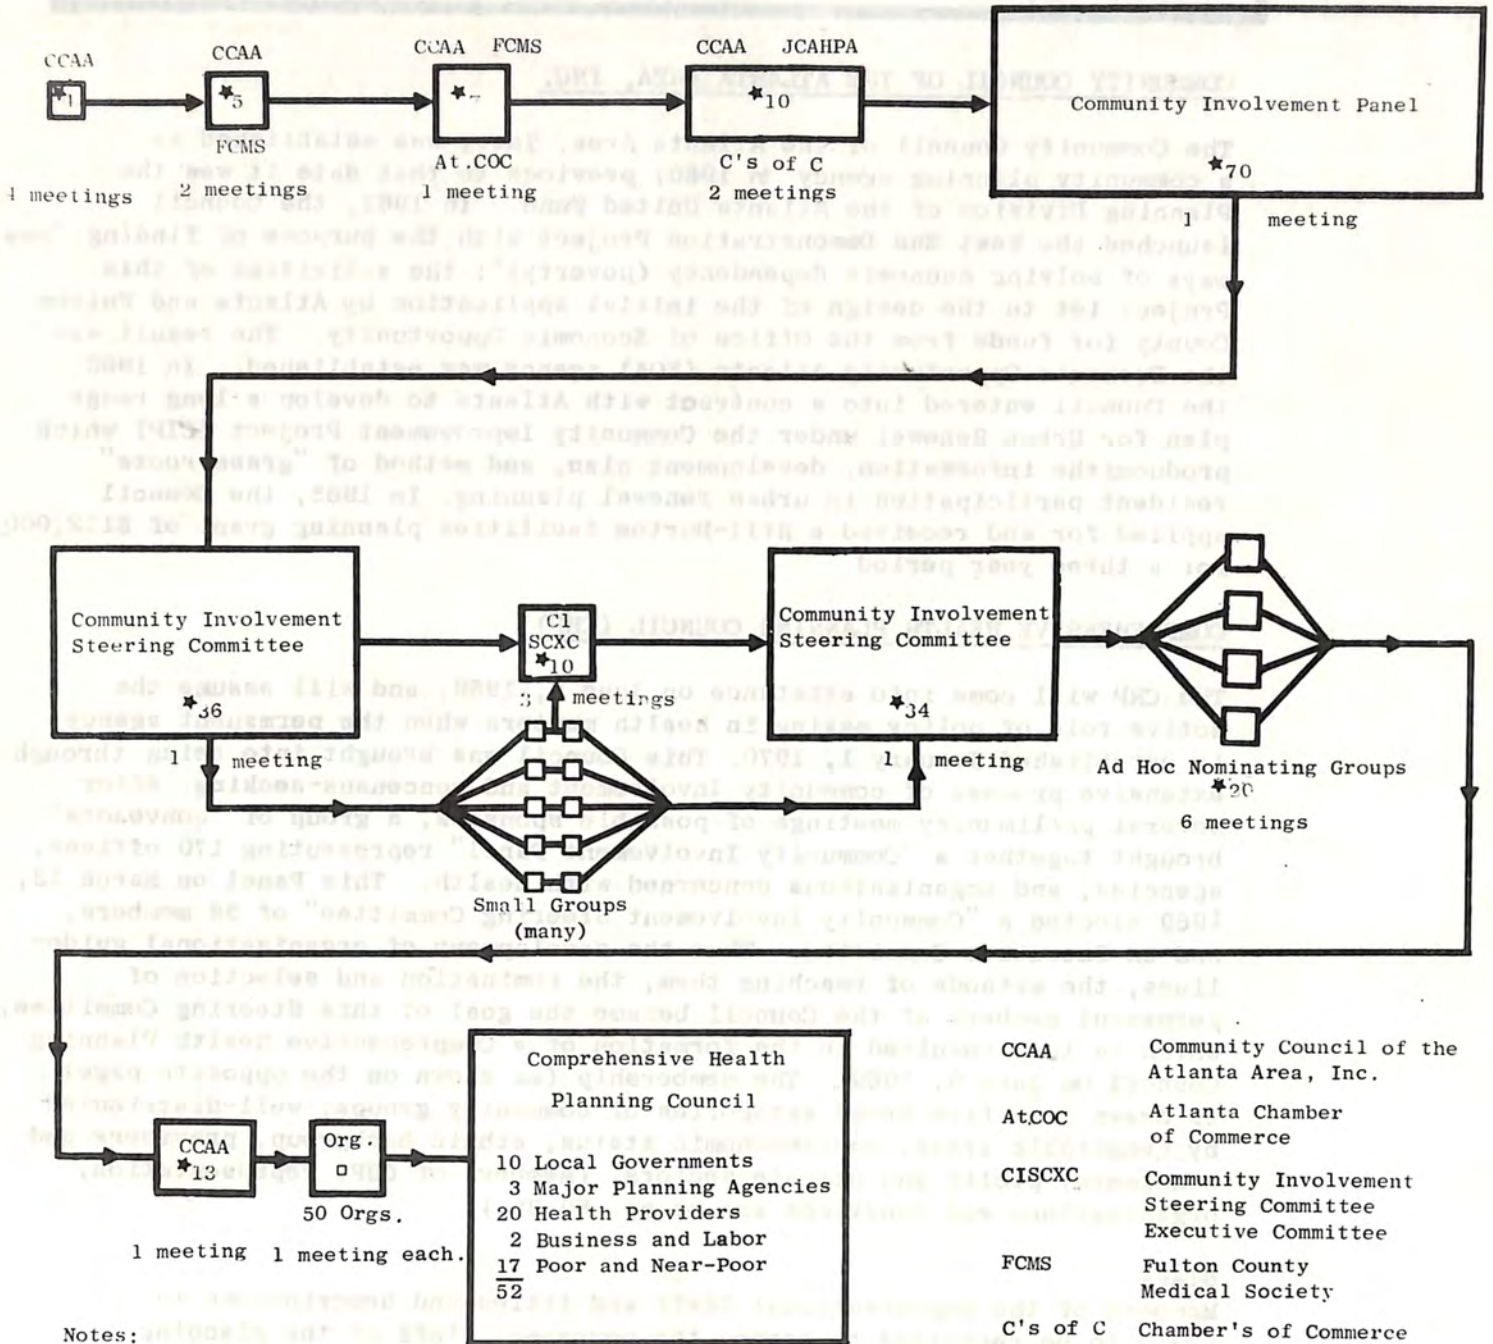 CCAA
★1
4 meetings
CCAA
★5
FCMS
2 meetings
CCAA FCMS
★7
At.COC
1 meeting
CCAA JCAHPA
★10
C's of C
2 meetings
Community Involvement Panel
★70
1 meeting
Community Involvement
Steering Committee
★36
1 meeting
CI
SCXC
★10
3 meetings
Small Groups
(many)
Community Involvement
Steering Committee
★34
1 meeting
Ad Hoc Nominating Groups
★20
6 meetings
CCAA
★13
1 meeting
Org.
50 Orgs.
1 meeting each.
Comprehensive Health
Planning Council
10 Local Governments
3 Major Planning Agencies
20 Health Providers
2 Business and Labor
17 Poor and Near-Poor
52
CCAA Community Council of the
Atlanta Area, Inc.
At.COC Atlanta Chamber
of Commerce
CISCXC Community Involvement
Steering Committee
Executive Committee
FCMS Fulton County
Medical Society
C's of C Chamber's of Commerce
Notes: